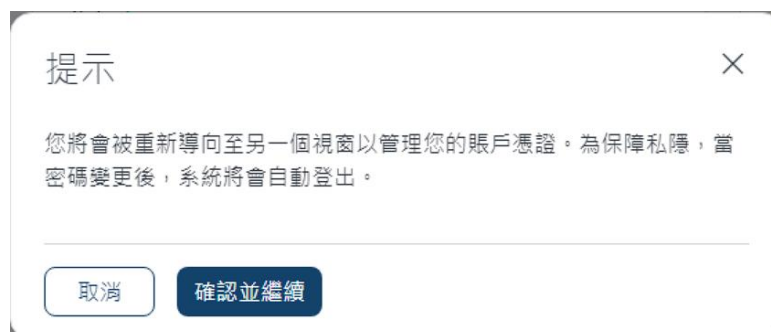 提示
您將會被重新導向至另一個視窗以管理您的賬戶憑證。為保障私隱，當
密碼變更後，系統將會自動登出。
取消
確認並繼續